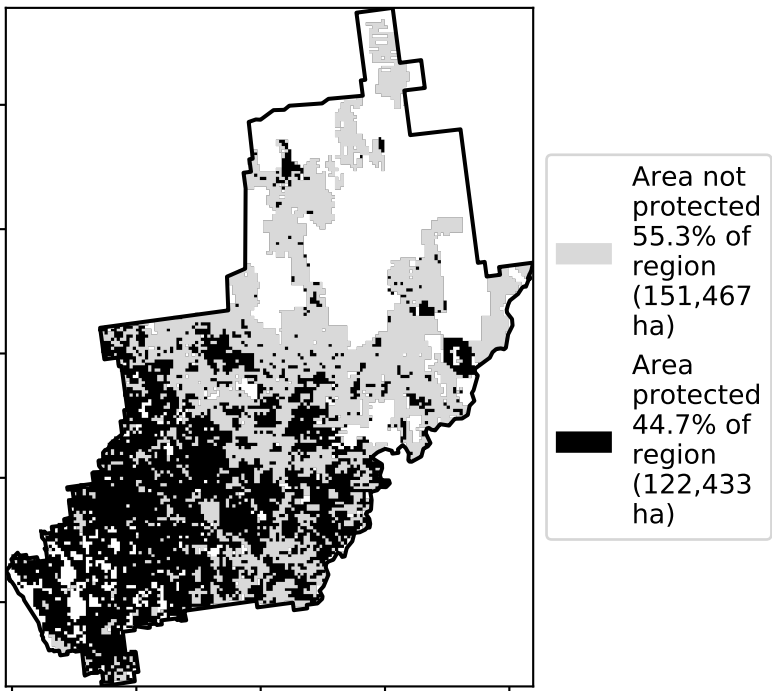 Area not
protected
55.3% of
region
(151,467
ha)
Area
protected
44.7% of
region
(122,433
ha)